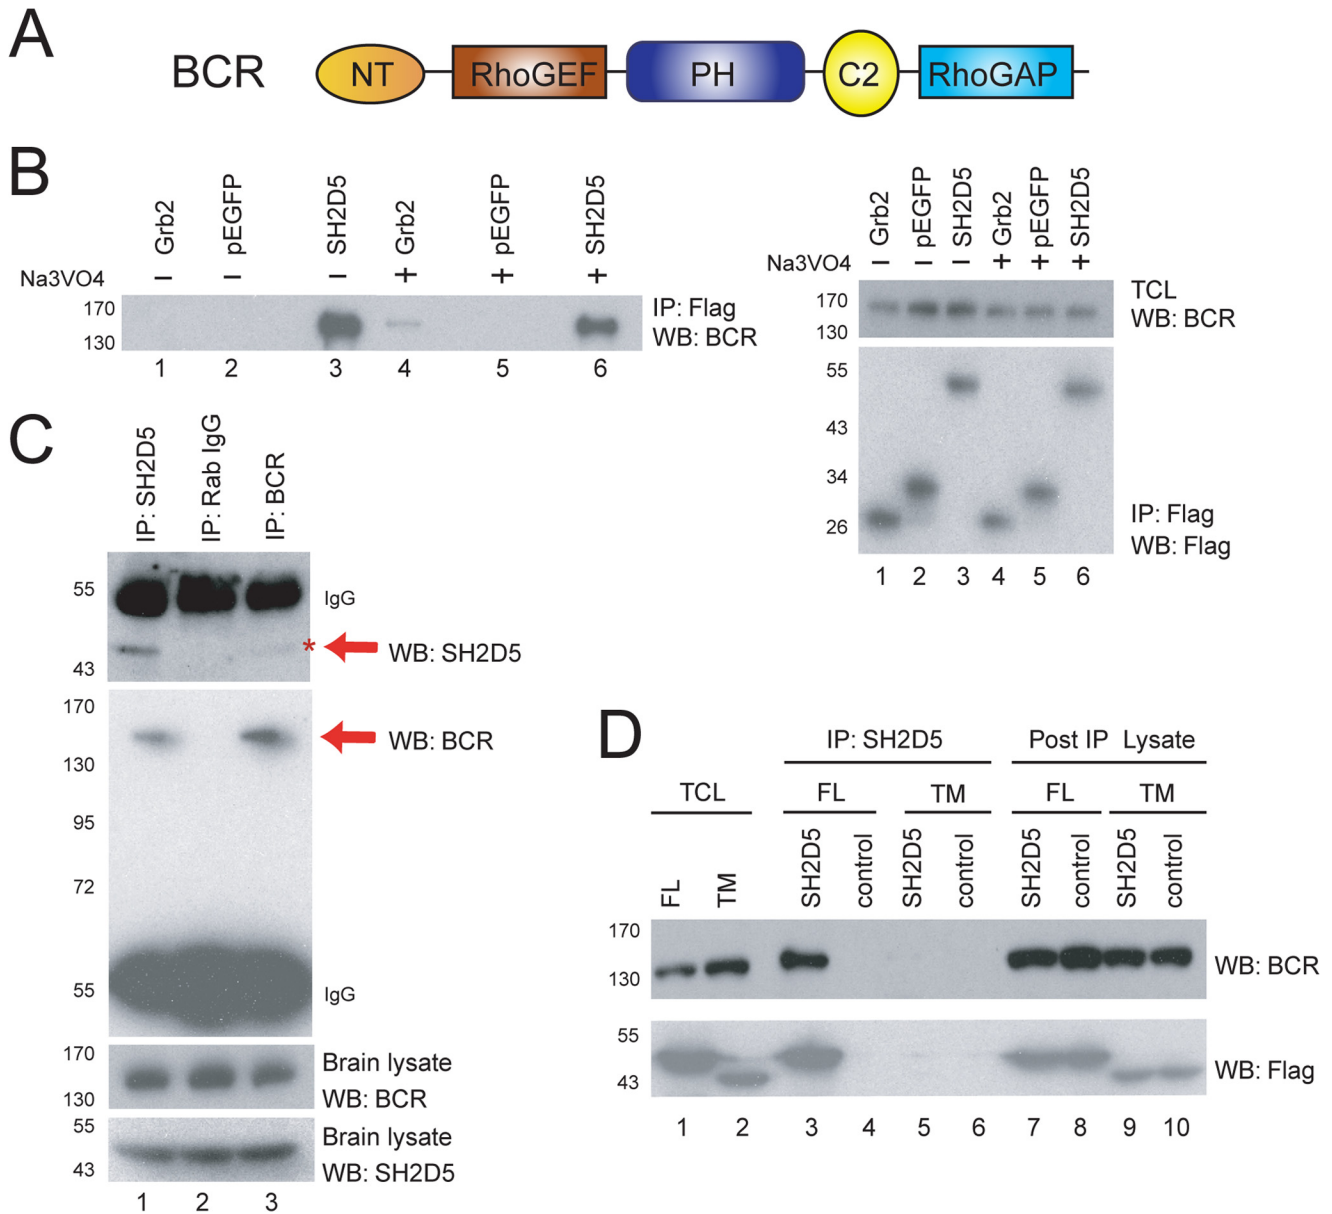 A
BCR
NT
RhoGEF
PH
C2
RhoGAP
B
Grb2
pEGFP
SH2D5
Grb2
pEGFP
SH2D5
Na3VO4
− − − + + +
170
130
IP: Flag
WB: BCR
1 2 3 4 5 6
Grb2
pEGFP
SH2D5
Grb2
pEGFP
SH2D5
Na3VO4
− − − + + +
170
130
TCL
WB: BCR
55
43
34
26
IP: Flag
WB: Flag
1 2 3 4 5 6
C
IP: SH2D5
IP: Rab IgG
IP: BCR
55
43
IgG
*
WB: SH2D5
170
130
95
72
55
WB: BCR
IgG
170
130
Brain lysate
WB: BCR
55
43
Brain lysate
WB: SH2D5
1 2 3
D
IP: SH2D5
Post IP Lysate
TCL
FL
TM
FL
TM
FL
TM
SH2D5
control
SH2D5
control
SH2D5
control
SH2D5
control
170
130
WB: BCR
55
43
WB: Flag
1 2 3 4 5 6 7 8 9 10